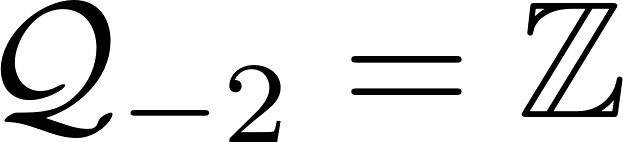 𝒬₋₂ = ℤ